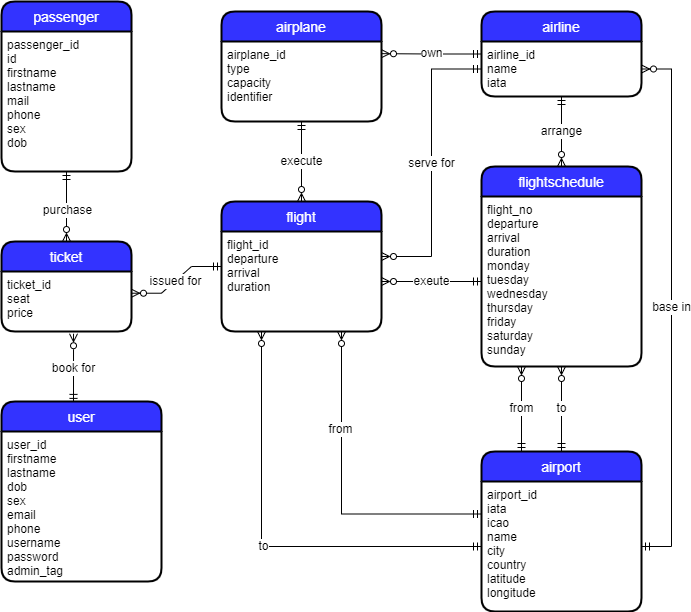 passenger
passenger_id
id
firstname
lastname
mail
phone
sex
dob
airplane
airplane_id
type
capacity
identifier
own
airline
airline_id
name
iata
execute
serve for
arrange
purchase
flight
flight_id
departure
arrival
duration
flightschedule
flight_no
departure
arrival
duration
monday
tuesday
wednesday
thursday
friday
saturday
sunday
ticket
ticket_id
seat
price
issued for
exeute
base in
book for
from
from
to
user
user_id
firstname
lastname
dob
sex
email
phone
username
password
admin_tag
to
airport
airport_id
iata
icao
name
city
country
latitude
longitude